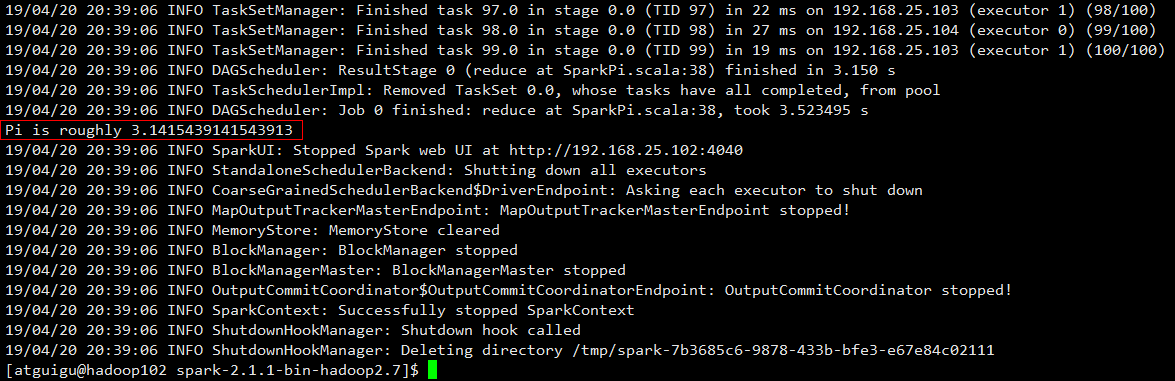 19/04/20 20:39:06 INFO TaskSetManager: Finished task 97.0 in stage 0.0 (TID 97) in 22 ms on 192.168.25.103 (executor 1) (98/100)
19/04/20 20:39:06 INFO TaskSetManager: Finished task 98.0 in stage 0.0 (TID 98) in 27 ms on 192.168.25.104 (executor 0) (99/100)
19/04/20 20:39:06 INFO TaskSetManager: Finished task 99.0 in stage 0.0 (TID 99) in 19 ms on 192.168.25.103 (executor 1) (100/100)
19/04/20 20:39:06 INFO DAGScheduler: ResultStage 0 (reduce at SparkPi.scala:38) finished in 3.150 s
19/04/20 20:39:06 INFO TaskSchedulerImpl: Removed TaskSet 0.0, whose tasks have all completed, from pool
19/04/20 20:39:06 INFO DAGScheduler: Job 0 finished: reduce at SparkPi.scala:38, took 3.523495 s
Pi is roughly 3.1415439141543913
19/04/20 20:39:06 INFO SparkUI: Stopped Spark web UI at http://192.168.25.102:4040
19/04/20 20:39:06 INFO StandaloneSchedulerBackend: Shutting down all executors
19/04/20 20:39:06 INFO CoarseGrainedSchedulerBackend$DriverEndpoint: Asking each executor to shut down
19/04/20 20:39:06 INFO MapOutputTrackerMasterEndpoint: MapOutputTrackerMasterEndpoint stopped!
19/04/20 20:39:06 INFO MemoryStore: MemoryStore cleared
19/04/20 20:39:06 INFO BlockManager: BlockManager stopped
19/04/20 20:39:06 INFO BlockManagerMaster: BlockManagerMaster stopped
19/04/20 20:39:06 INFO OutputCommitCoordinator$OutputCommitCoordinatorEndpoint: OutputCommitCoordinator stopped!
19/04/20 20:39:06 INFO SparkContext: Successfully stopped SparkContext
19/04/20 20:39:06 INFO ShutdownHookManager: Shutdown hook called
19/04/20 20:39:06 INFO ShutdownHookManager: Deleting directory /tmp/spark-7b3685c6-9878-433b-bfe3-e67e84c02111
[atguigu@hadoop102 spark-2.1.1-bin-hadoop2.7]$